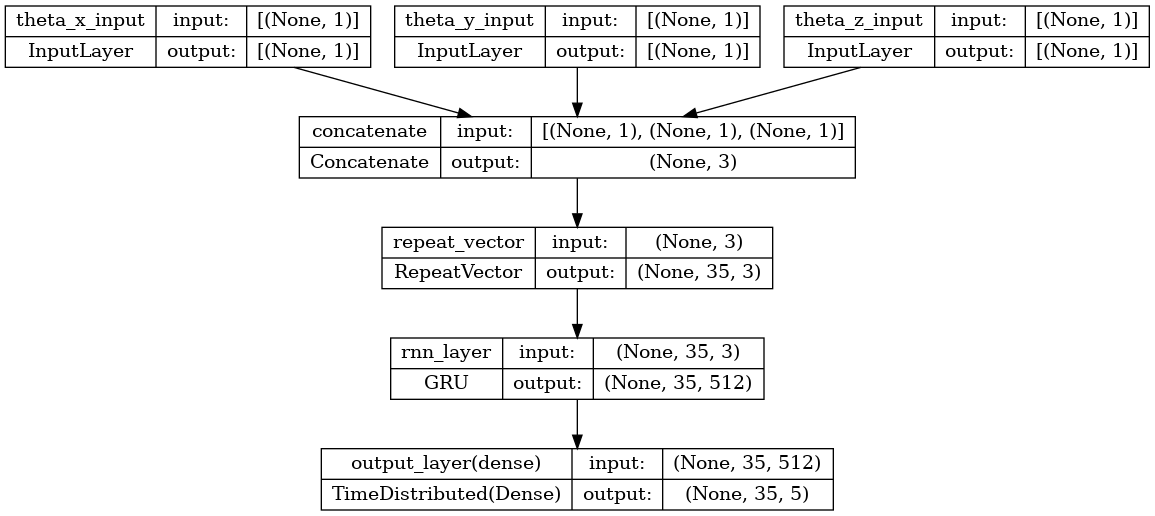 theta_x_input input: [(None, 1)]
InputLayer output: [(None, 1)]
theta_y_input input: [(None, 1)]
InputLayer output: [(None, 1)]
theta_z_input input: [(None, 1)]
InputLayer output: [(None, 1)]
concatenate input: [(None, 1), (None, 1), (None, 1)]
Concatenate output: (None, 3)
repeat_vector input: (None, 3)
RepeatVector output: (None, 35, 3)
rnn_layer input: (None, 35, 3)
GRU output: (None, 35, 512)
output_layer(dense) input: (None, 35, 512)
TimeDistributed(Dense) output: (None, 35, 5)